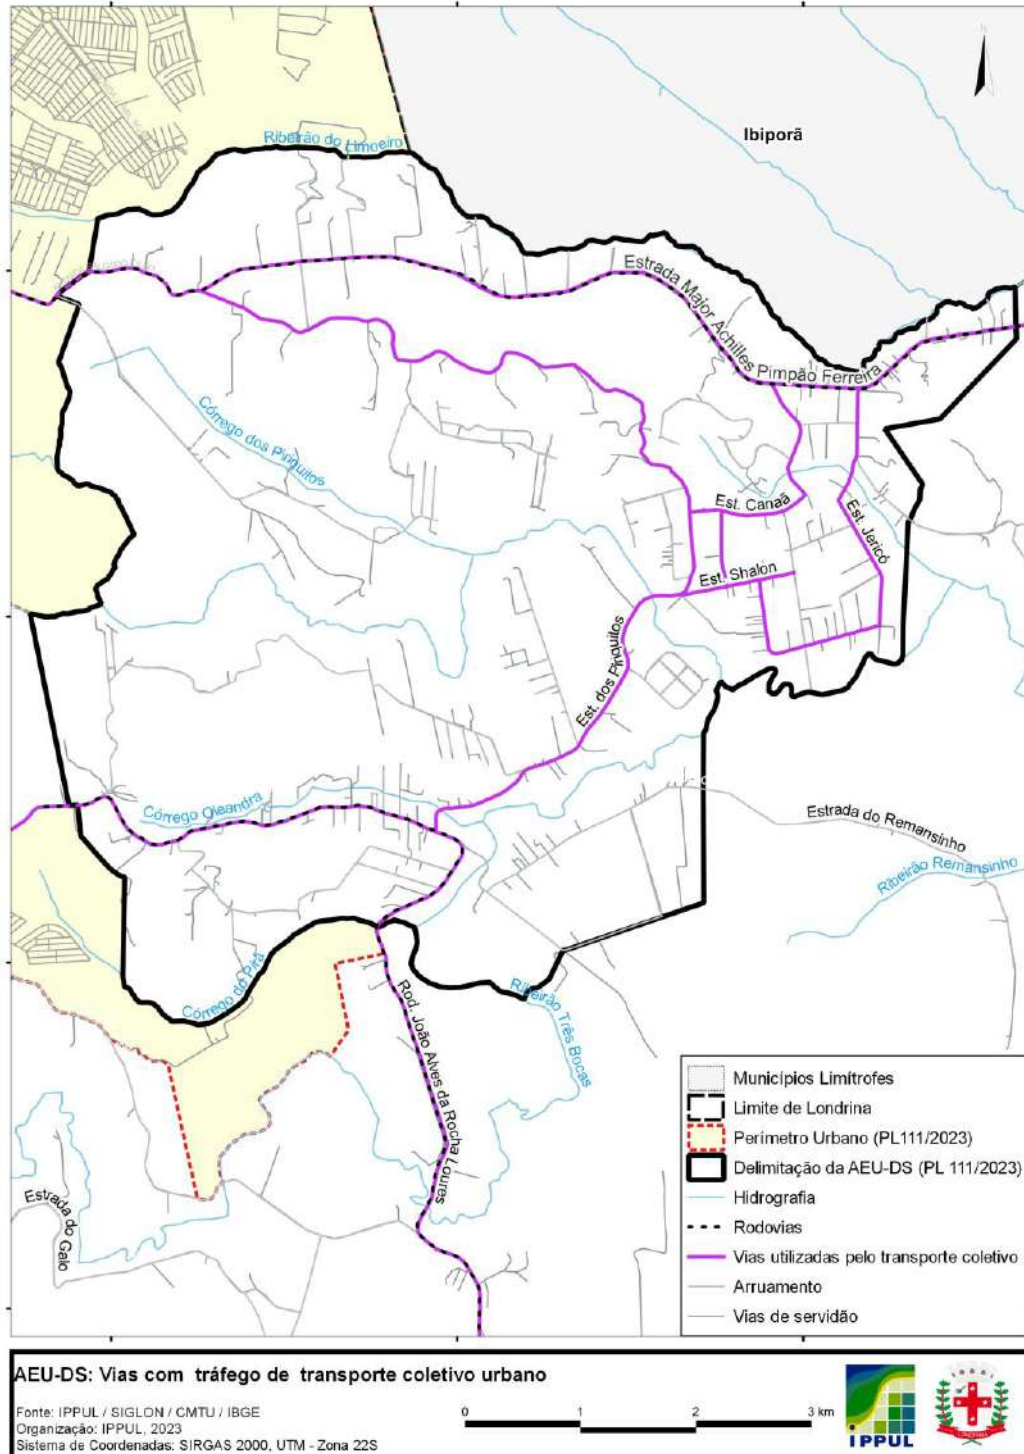 Ibiporã
Ribeirão do Limoeiro
Estrada Major Achilles Pimpão Ferreira
Córrego dos Piriquitos
Est. Canaã
Est. Jericó
Est. Shalon
Est. dos Piriquitos
Córrego Oleandra
Estrada do Remansinho
Ribeirão Remansinho
Córrego do Pirã
Ribeirão Três Bocas
Rod. João Alves da Rocha Loures
Estrada do Gaio
Municípios Limítrofes
Limite de Londrina
Perímetro Urbano (PL111/2023)
Delimitação da AEU-DS (PL 111/2023)
Hidrografia
Rodovias
Vias utilizadas pelo transporte coletivo
Arruamento
Vias de servidão
AEU-DS: Vias com tráfego de transporte coletivo urbano
Fonte: IPPUL / SIGLON / CMTU / IBGE
Organização: IPPUL, 2023
Sistema de Coordenadas: SIRGAS 2000, UTM - Zona 22S
0 1 2 3 km
IPPUL